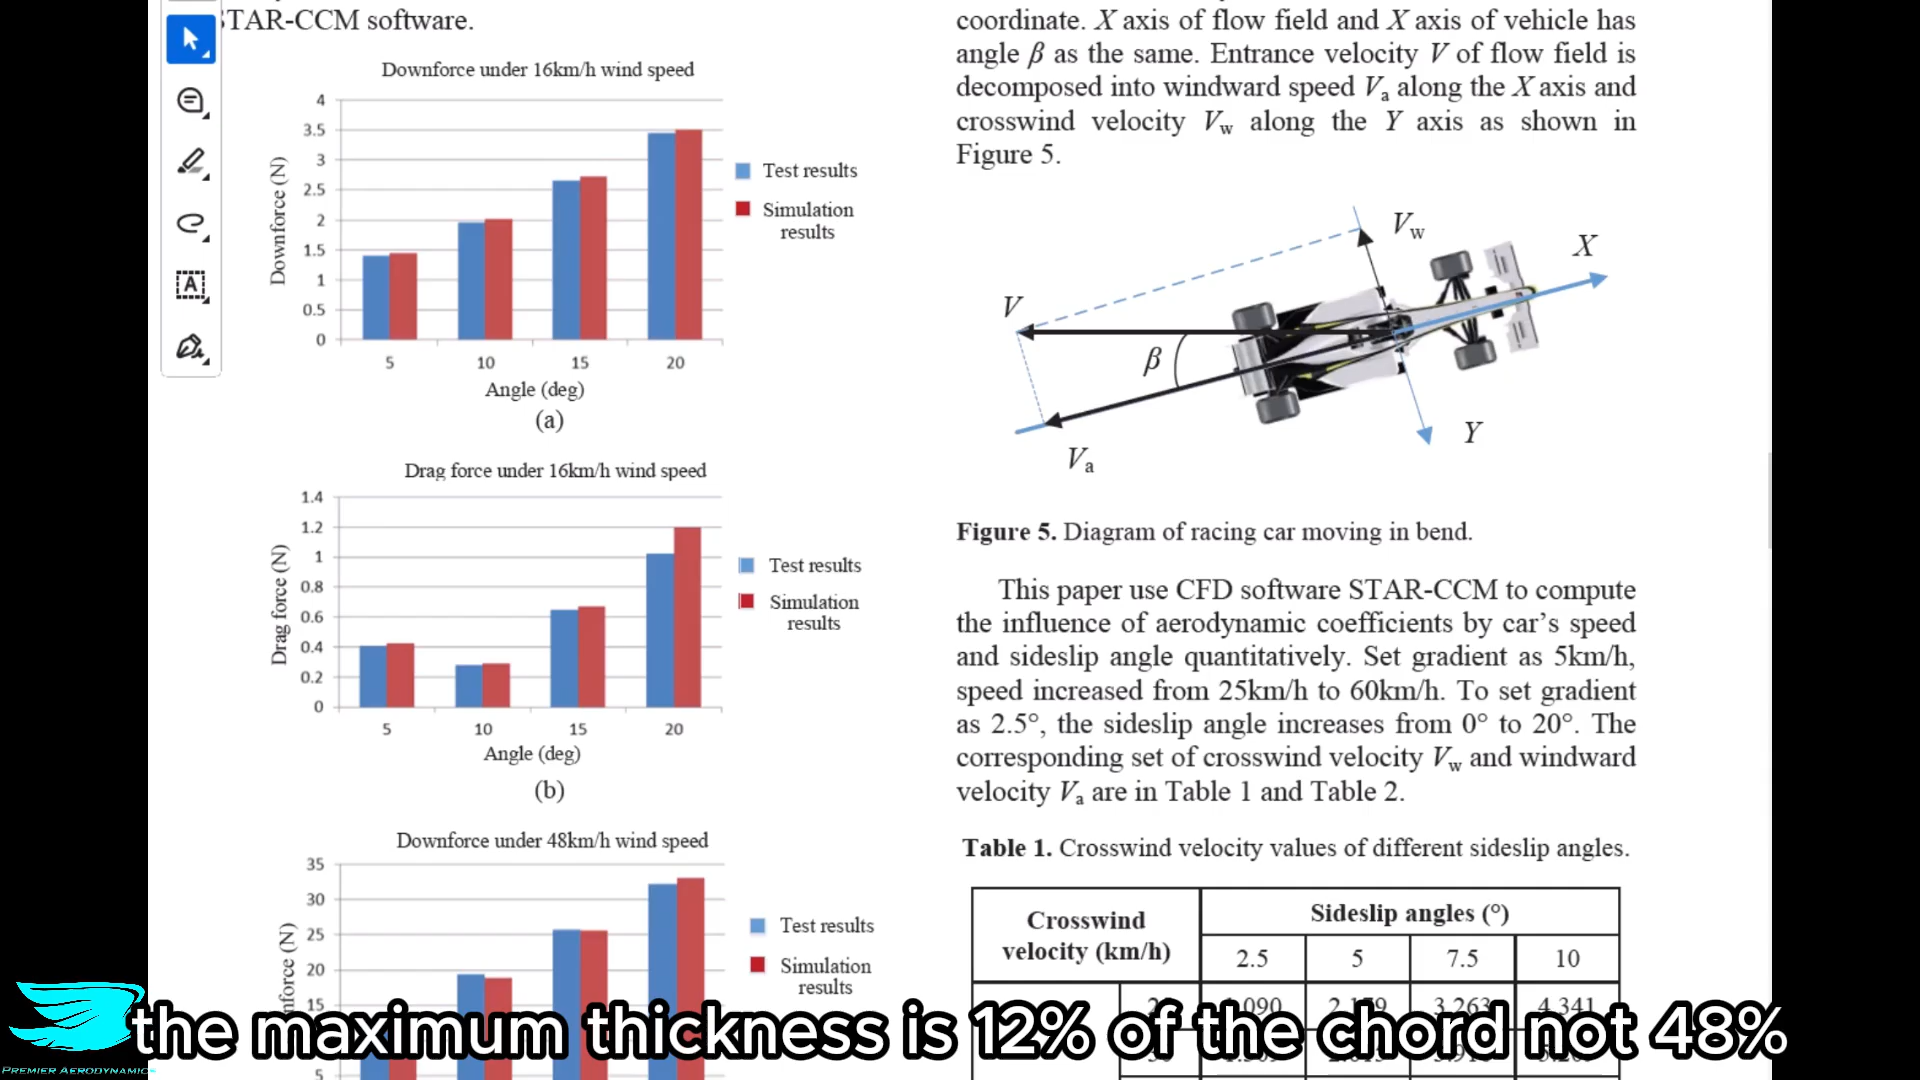 STAR-CCM software.
Downforce under 16km/h wind speed
4
3.5
3
2.5
2
1.5
1
0.5
0
Downforce (N)
5 10 15 20
Angle (deg)
Test results
Simulation
results
(a)
Drag force under 16km/h wind speed
1.4
1.2
1
0.8
0.6
0.4
0.2
0
Drag force (N)
5 10 15 20
Angle (deg)
Test results
Simulation
results
(b)
Downforce under 48km/h wind speed
35
30
25
20
15
5
Test results
Simulation
results
coordinate. X axis of flow field and X axis of vehicle has
angle β as the same. Entrance velocity V of flow field is
decomposed into windward speed Va along the X axis and
crosswind velocity Vw along the Y axis as shown in
Figure 5.
Vw
X
V
β
Y
Va
Figure 5. Diagram of racing car moving in bend.
This paper use CFD software STAR-CCM to compute
the influence of aerodynamic coefficients by car's speed
and sideslip angle quantitatively. Set gradient as 5km/h,
speed increased from 25km/h to 60km/h. To set gradient
as 2.5°, the sideslip angle increases from 0° to 20°. The
corresponding set of crosswind velocity Vw and windward
velocity Va are in Table 1 and Table 2.
Table 1. Crosswind velocity values of different sideslip angles.
Crosswind
velocity (km/h)
Sideslip angles (°)
2.5 5 7.5 10
4.341
the maximum thickness is 12% of the chord not 48%
PREMIER AERODYNAMICS